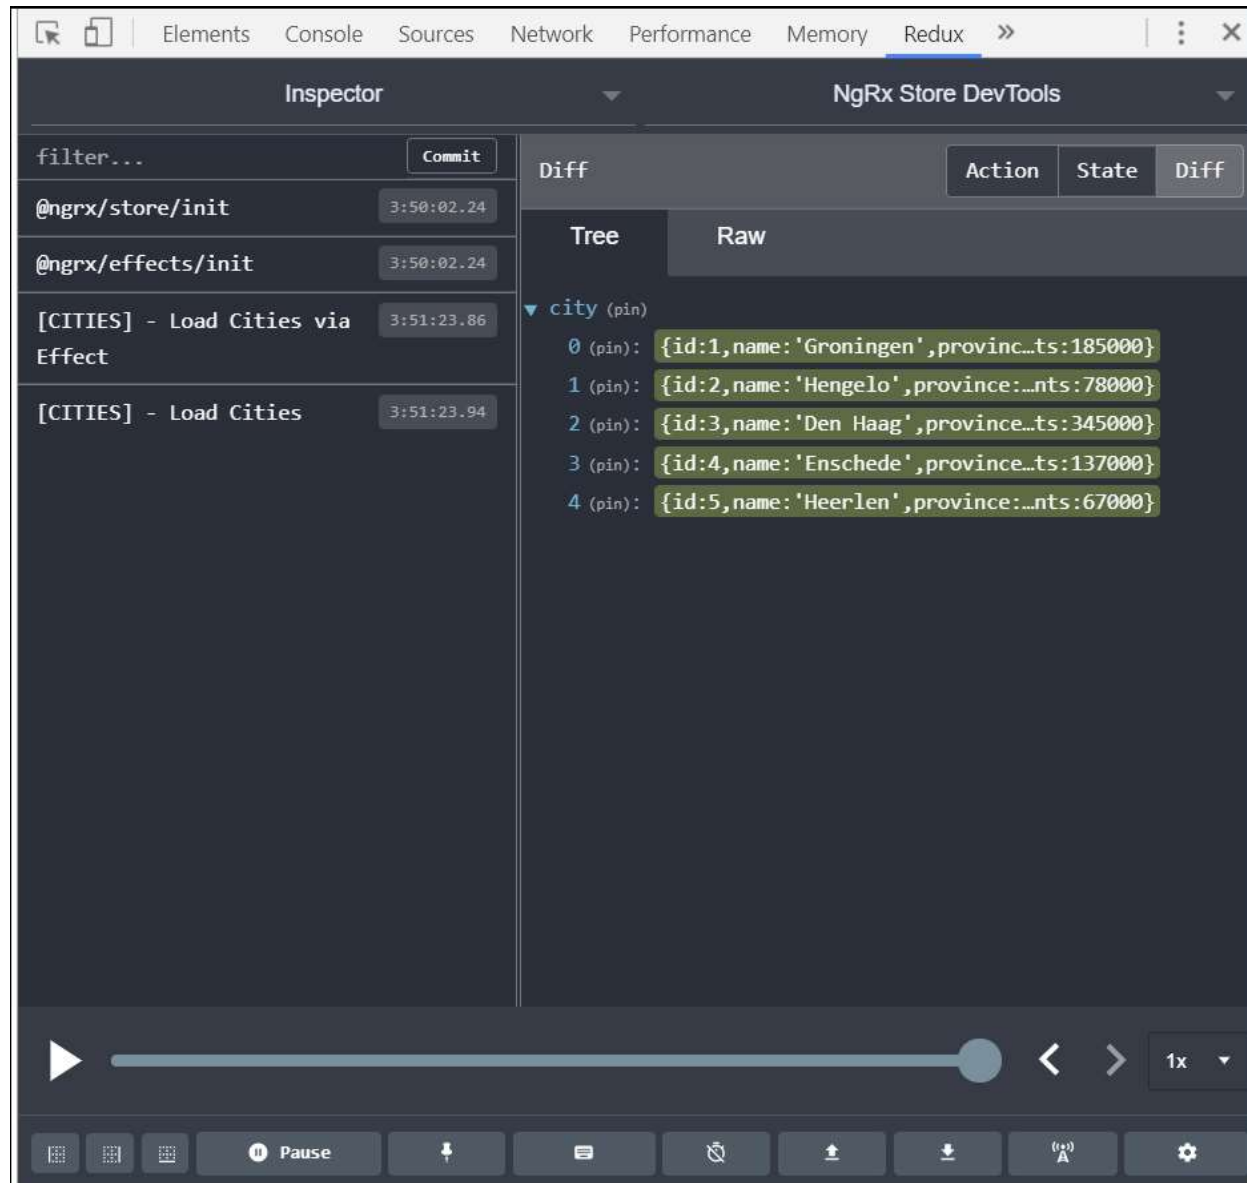 Elements Console Sources Network Performance Memory Redux »
Inspector NgRx Store DevTools
filter... Commit
@ngrx/store/init 3:50:02.24
@ngrx/effects/init 3:50:02.24
[CITIES] - Load Cities via 3:51:23.86
Effect
[CITIES] - Load Cities 3:51:23.94
Diff Action State Diff
Tree Raw
city (pin)
0 (pin): {id:1,name:'Groningen',provinc…ts:185000}
1 (pin): {id:2,name:'Hengelo',province:…nts:78000}
2 (pin): {id:3,name:'Den Haag',province…ts:345000}
3 (pin): {id:4,name:'Enschede',province…ts:137000}
4 (pin): {id:5,name:'Heerlen',province:…nts:67000}
1x
Pause